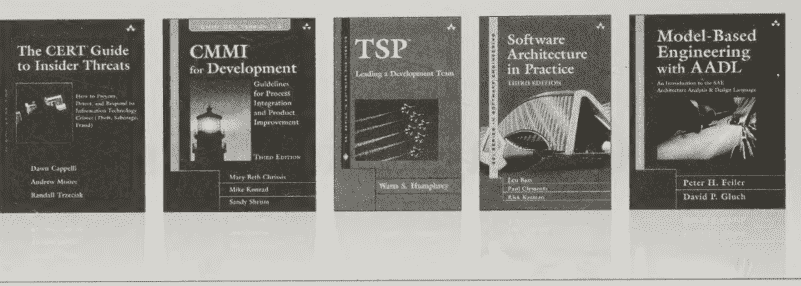 The CERT Guide
to Insider Threats
How to Prevent,
Detect, and Respond to
Information Technology
Crimes (Theft, Sabotage,
Fraud)
Dawn Cappelli
Andrew Moore
Randall Trzeciak
CMMI
for Development
Guidelines
for Process
Integration
and Product
Improvement
THIRD EDITION
Mary Beth Chrissis
Mike Konrad
Sandy Shrum
TSP
Leading a Development Team
Watts S. Humphrey
Software
Architecture
in Practice
THIRD EDITION
Len Bass
Paul Clements
Rick Kazman
Model-Based
Engineering
with AADL
An Introduction to the SAE
Architecture Analysis & Design Language
Peter H. Feiler
David P. Gluch